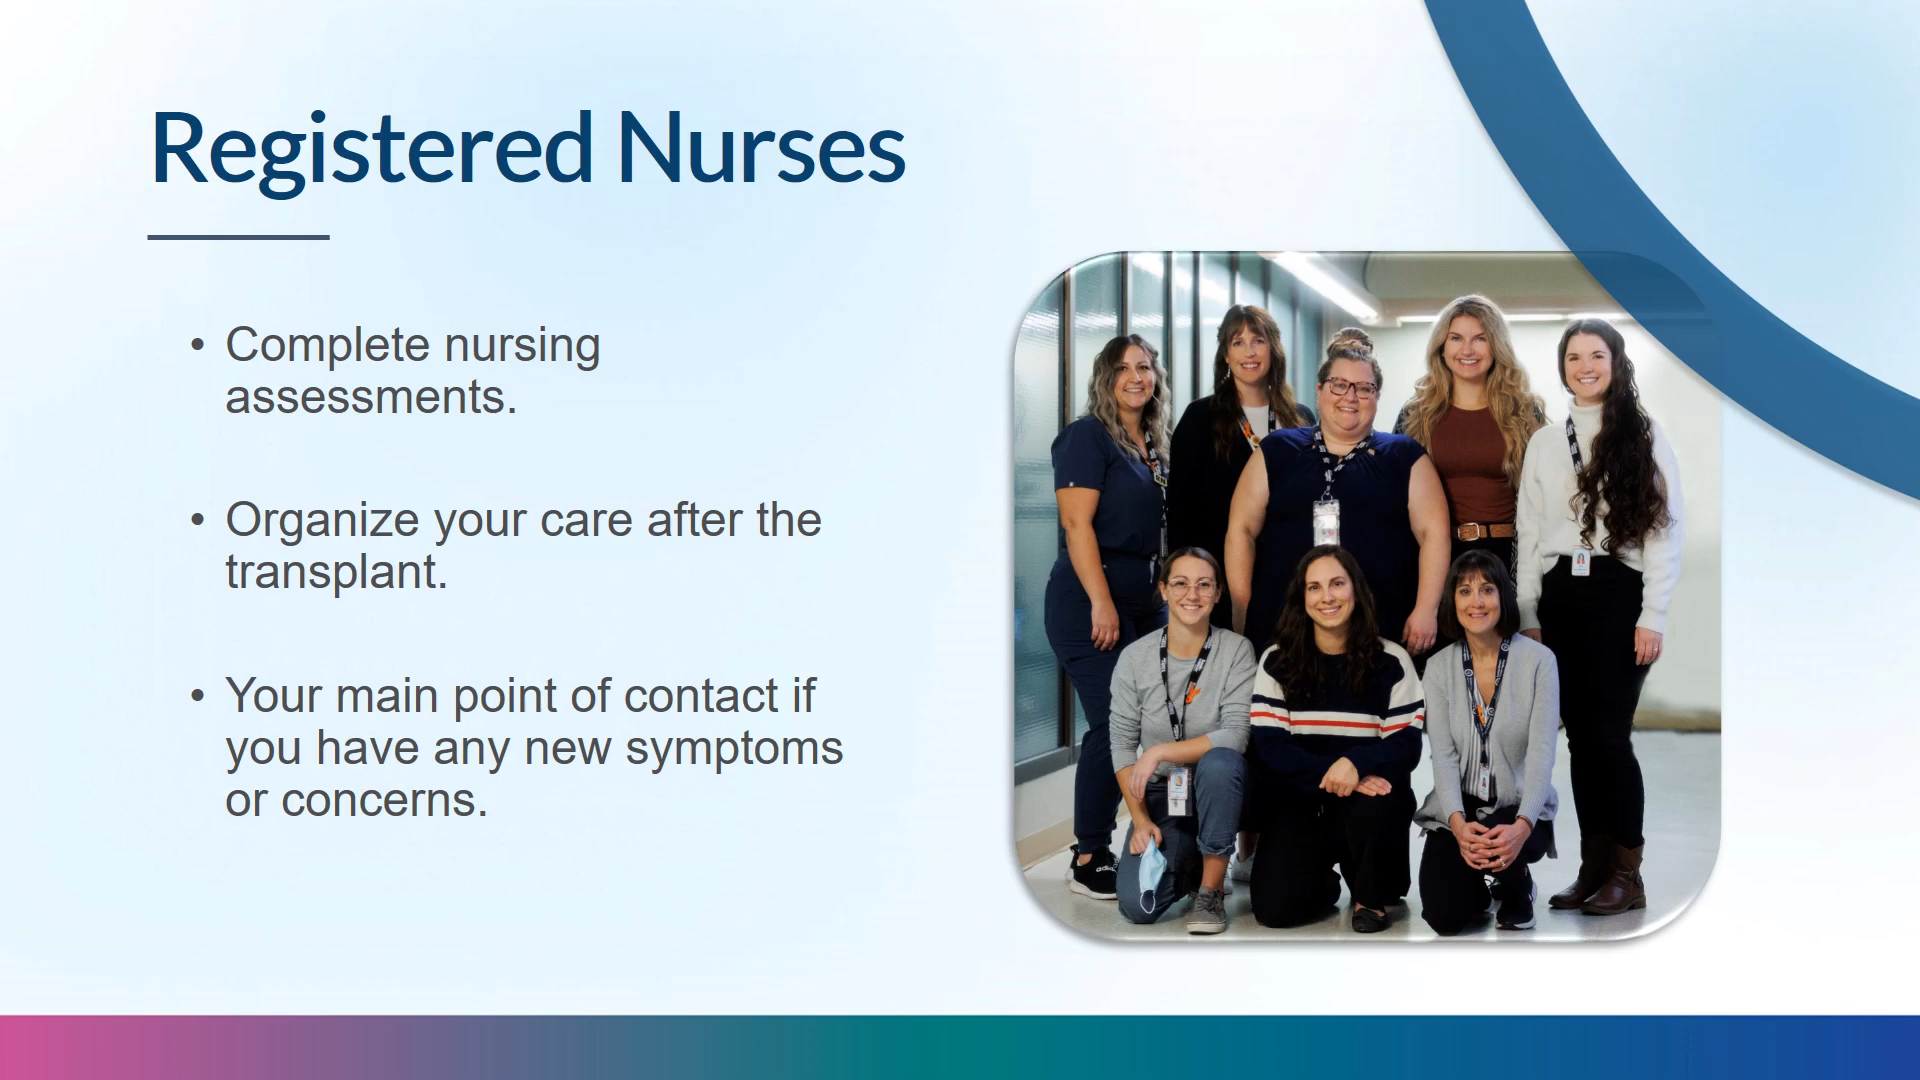 Registered Nurses
• Complete nursing
assessments.
• Organize your care after the
transplant.
• Your main point of contact if
you have any new symptoms
or concerns.